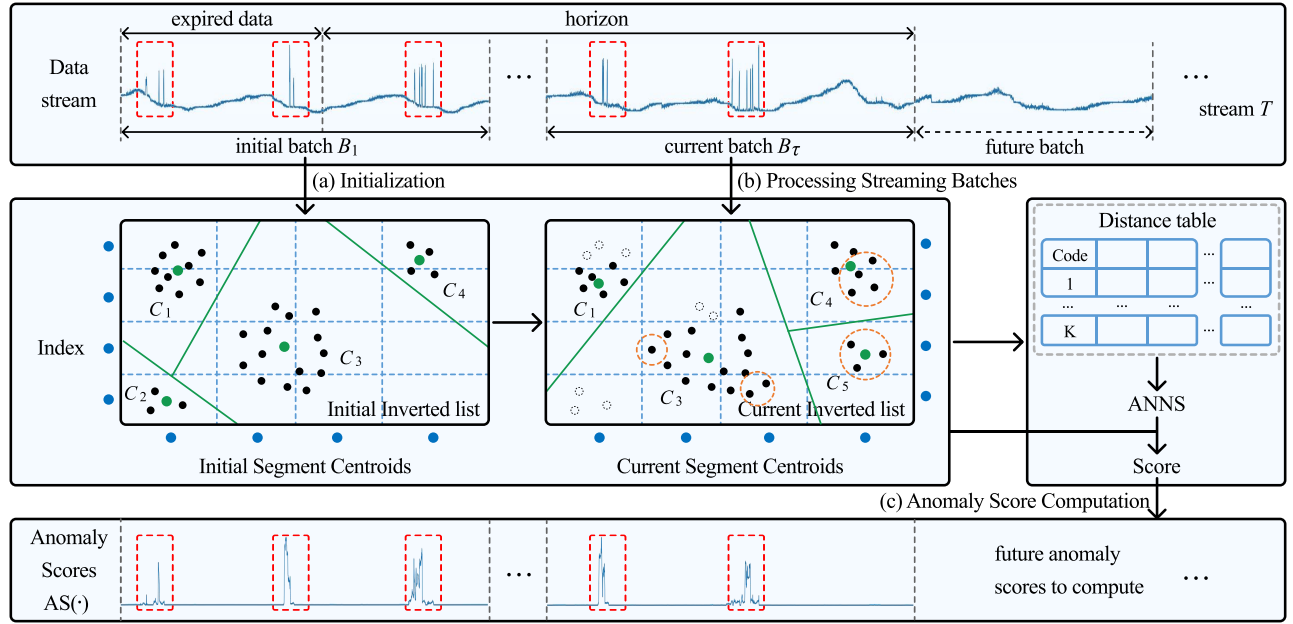 expired data
horizon
Data
stream
...
...
stream T
initial batch B1
current batch Bτ
future batch
(a) Initialization
(b) Processing Streaming Batches
Index
C1
C2
C3
C4
Initial Inverted list
Initial Segment Centroids
C1
C3
C4
C5
Current Inverted list
Current Segment Centroids
Distance table
Code
...
1
...
... ... ... ...
K
...
ANNS
Score
(c) Anomaly Score Computation
Anomaly
Scores
AS(·)
...
future anomaly
scores to compute
...